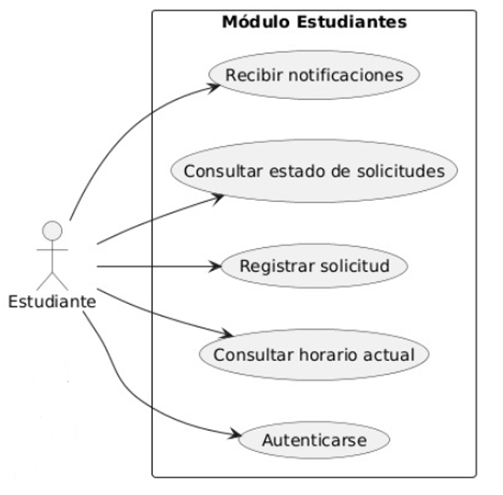 Módulo Estudiantes
Recibir notificaciones
Consultar estado de solicitudes
Registrar solicitud
Estudiante
Consultar horario actual
Autenticarse